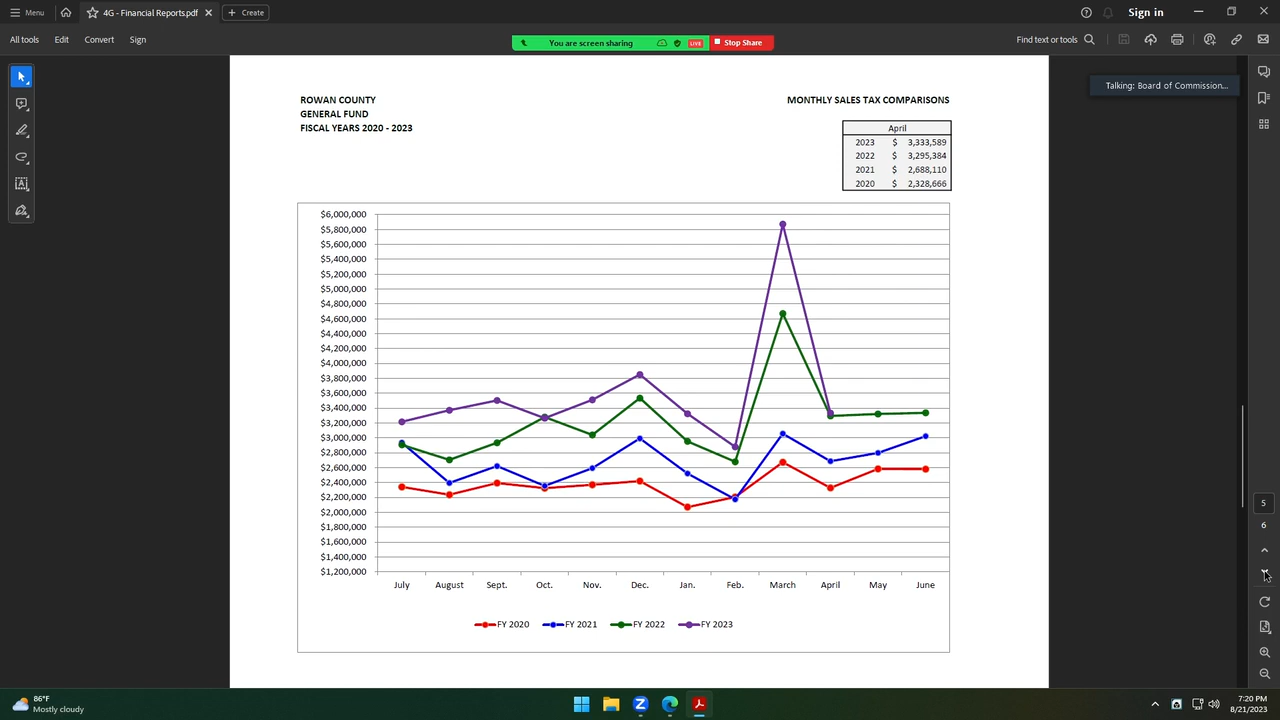 Menu
4G - Financial Reports.pdf
+ Create
Sign in
All tools Edit Convert Sign
You are screen sharing LIVE Stop Share
Find text or tools
Talking: Board of Commission...
ROWAN COUNTY
GENERAL FUND
FISCAL YEARS 2020 - 2023
MONTHLY SALES TAX COMPARISONS
April
2023 $ 3,333,589
2022 $ 3,295,384
2021 $ 2,688,110
2020 $ 2,328,666
$6,000,000
$5,800,000
$5,600,000
$5,400,000
$5,200,000
$5,000,000
$4,800,000
$4,600,000
$4,400,000
$4,200,000
$4,000,000
$3,800,000
$3,600,000
$3,400,000
$3,200,000
$3,000,000
$2,800,000
$2,600,000
$2,400,000
$2,200,000
$2,000,000
$1,800,000
$1,600,000
$1,400,000
$1,200,000
July August Sept. Oct. Nov. Dec. Jan. Feb. March April May June
FY 2020 FY 2021 FY 2022 FY 2023
5
6
86°F
Mostly cloudy
7:20 PM
8/21/2023